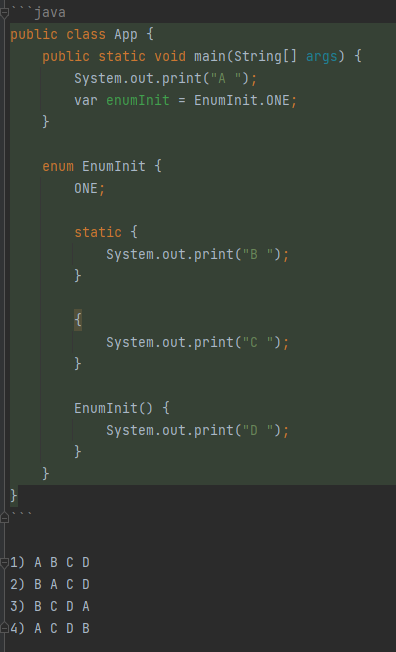 ```java
public class App {
    public static void main(String[] args) {
        System.out.print("A ");
        var enumInit = EnumInit.ONE;
    }

    enum EnumInit {
        ONE;

        static {
            System.out.print("B ");
        }

        {
            System.out.print("C ");
        }

        EnumInit() {
            System.out.print("D ");
        }
    }
}
```

1) A B C D
2) B A C D
3) B C D A
4) A C D B